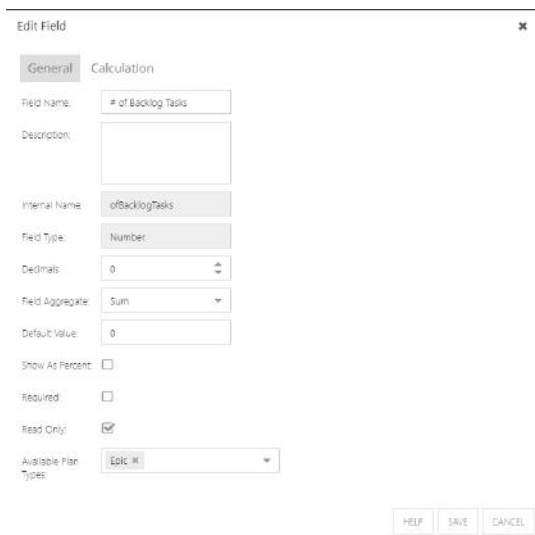 Edit Field ✖
General Calculation
Field Name: # of Backlog Tasks
Description:
Internal Name: ofBacklogTasks
Field Type: Number
Decimals: 0
Field Aggregate: Sum
Default Value: 0
Show As Percent:
Required:
Read Only:
Available Plan Epic ✖
Types:
HELP SAVE CANCEL